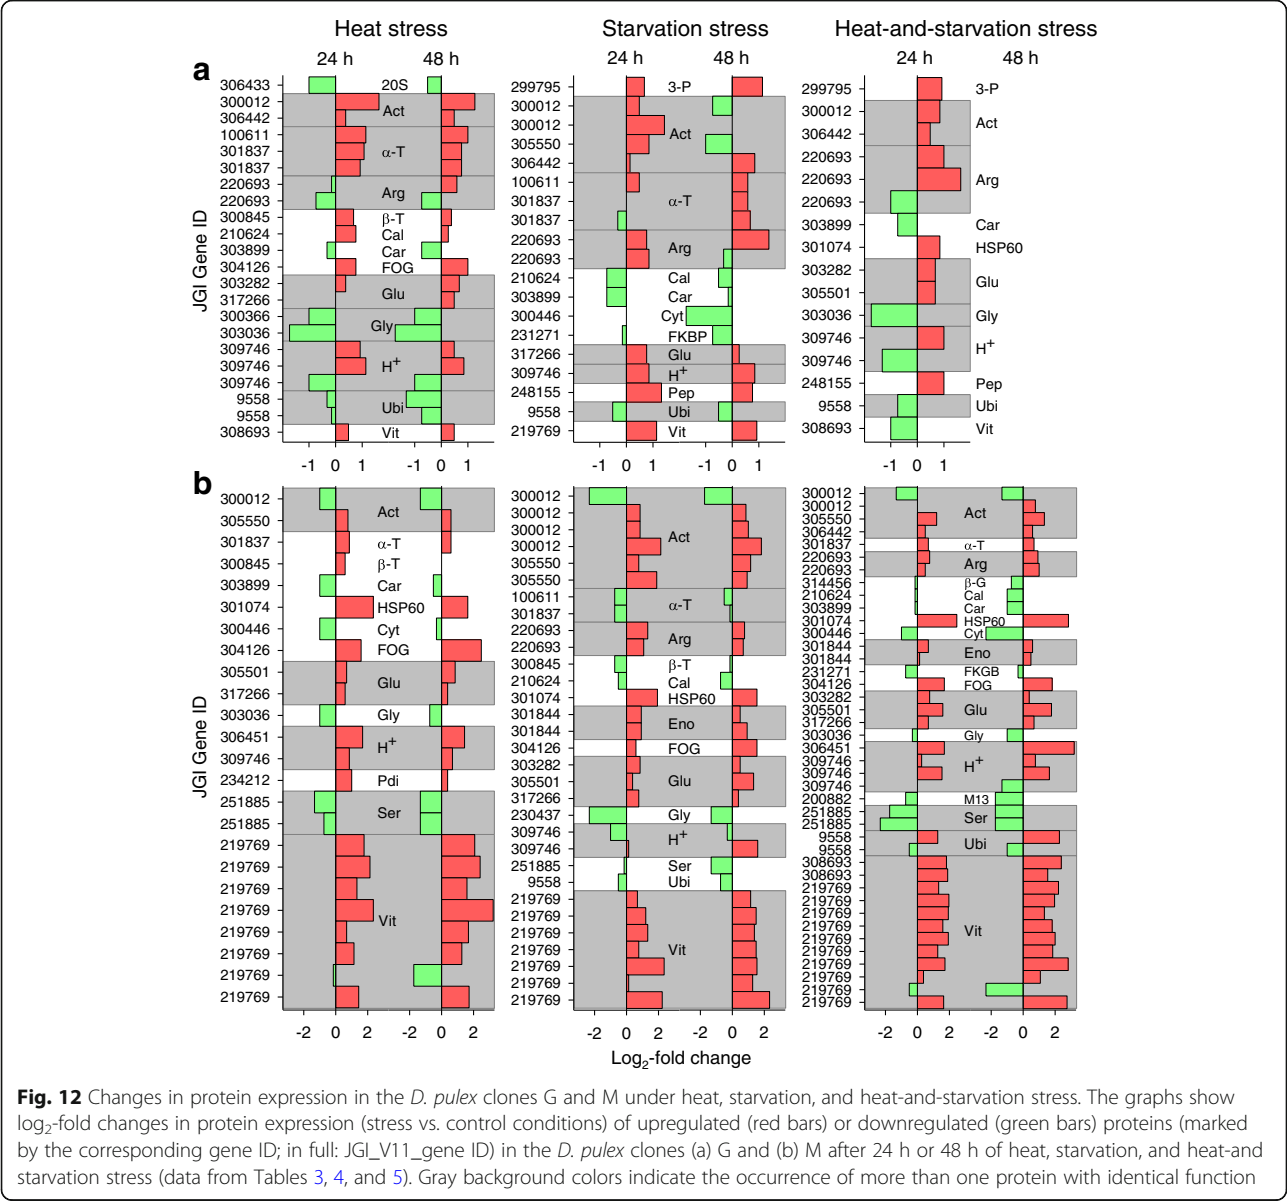 Heat stress
Starvation stress
Heat-and-starvation stress
24 h 48 h
24 h 48 h
24 h 48 h
a
JGI Gene ID
306433 20S
300012 Act
306442
100611
301837 α-T
301837
220693 Arg
220693
300845 β-T
210624 Cal
303899 Car
304126 FOG
303282 Glu
317266
300366 Gly
303036
309746
309746 H+
309746
9558 Ubi
9558
308693 Vit
-1 0 1 -1 0 1
299795 3-P
300012
300012 Act
305550
306442
100611
301837 α-T
301837
220693 Arg
220693
210624 Cal
303899 Car
300446 Cyt
231271 FKBP
317266 Glu
309746 H+
248155 Pep
9558 Ubi
219769 Vit
-1 0 1 -1 0 1
299795 3-P
300012 Act
306442
220693
220693 Arg
220693
303899 Car
301074 HSP60
303282 Glu
305501
303036 Gly
309746 H+
309746
248155 Pep
9558 Ubi
308693 Vit
-1 0 1
b
JGI Gene ID
300012 Act
305550
301837 α-T
300845 β-T
303899 Car
301074 HSP60
300446 Cyt
304126 FOG
305501 Glu
317266
303036 Gly
306451 H+
309746
234212 Pdi
251885 Ser
251885
219769
219769
219769
219769 Vit
219769
219769
219769
219769
-2 0 2 -2 0 2
300012
300012
300012 Act
300012
305550
305550
100611 α-T
301837
220693 Arg
220693
300845 β-T
210624 Cal
301074 HSP60
301844 Eno
301844
304126 FOG
303282
305501 Glu
317266
230437 Gly
309746 H+
309746
251885 Ser
9558 Ubi
219769
219769
219769
219769 Vit
219769
219769
219769
-2 0 2 -2 0 2
300012
300012 Act
305550
306442
301837 α-T
220693 Arg
220693
314456 β-G
210624 Cal
303899 Car
301074 HSP60
300446 Cyt
301844 Eno
301844
231271 FKGB
304126 FOG
303282
305501 Glu
317266
303036 Gly
306451
309746 H+
309746
309746
200882 M13
251885 Ser
251885
9558 Ubi
9558
308693
308693
219769
219769
219769
219769 Vit
219769
219769
219769
219769
219769
219769
-2 0 2 -2 0 2
Log2-fold change
Fig. 12 Changes in protein expression in the D. pulex clones G and M under heat, starvation, and heat-and-starvation stress. The graphs show
log2-fold changes in protein expression (stress vs. control conditions) of upregulated (red bars) or downregulated (green bars) proteins (marked
by the corresponding gene ID; in full: JGI_V11_gene ID) in the D. pulex clones (a) G and (b) M after 24 h or 48 h of heat, starvation, and heat-and
starvation stress (data from Tables 3, 4, and 5). Gray background colors indicate the occurrence of more than one protein with identical function